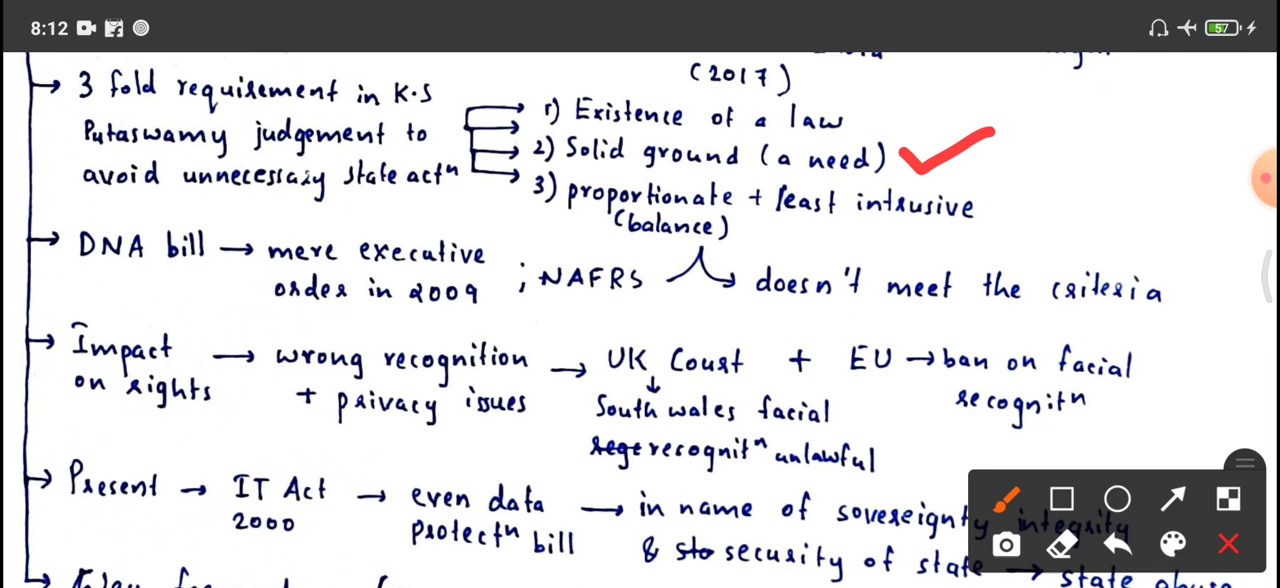 8:12
57
(2017)
→ 3 fold requirement in K.S
Putaswamy judgement to
avoid unnecessary state actⁿ
1) Existence of a law
2) Solid ground (a need)
3) proportionate + least intrusive
(balance)
→ DNA bill → mere executive
order in 2009
; NAFRS → doesn't meet the criteria
→ Impact
on rights
→ wrong recognition
+ privacy issues
→ UK Court + EU → ban on facial
recognitⁿ
↓
South wales facial
recognitⁿ unlawful
→ Present → IT Act
2000
→ even data
protectⁿ bill
→ in name of sovereignty integrity
& security of state → state abuse